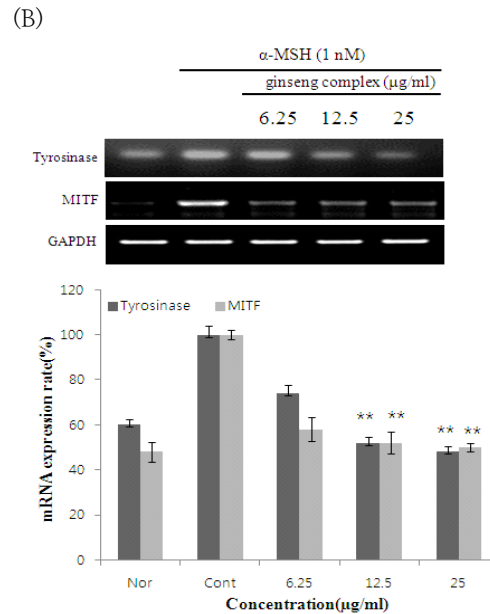 (B)
α-MSH (1 nM)
ginseng complex (μg/ml)
6.25 12.5 25
Tyrosinase
MITF
GAPDH
120
Tyrosinase MITF
100
80
60
40
20
0
mRNA expression rate(%)
** ** ** **
Nor Cont 6.25 12.5 25
Concentration(μg/ml)